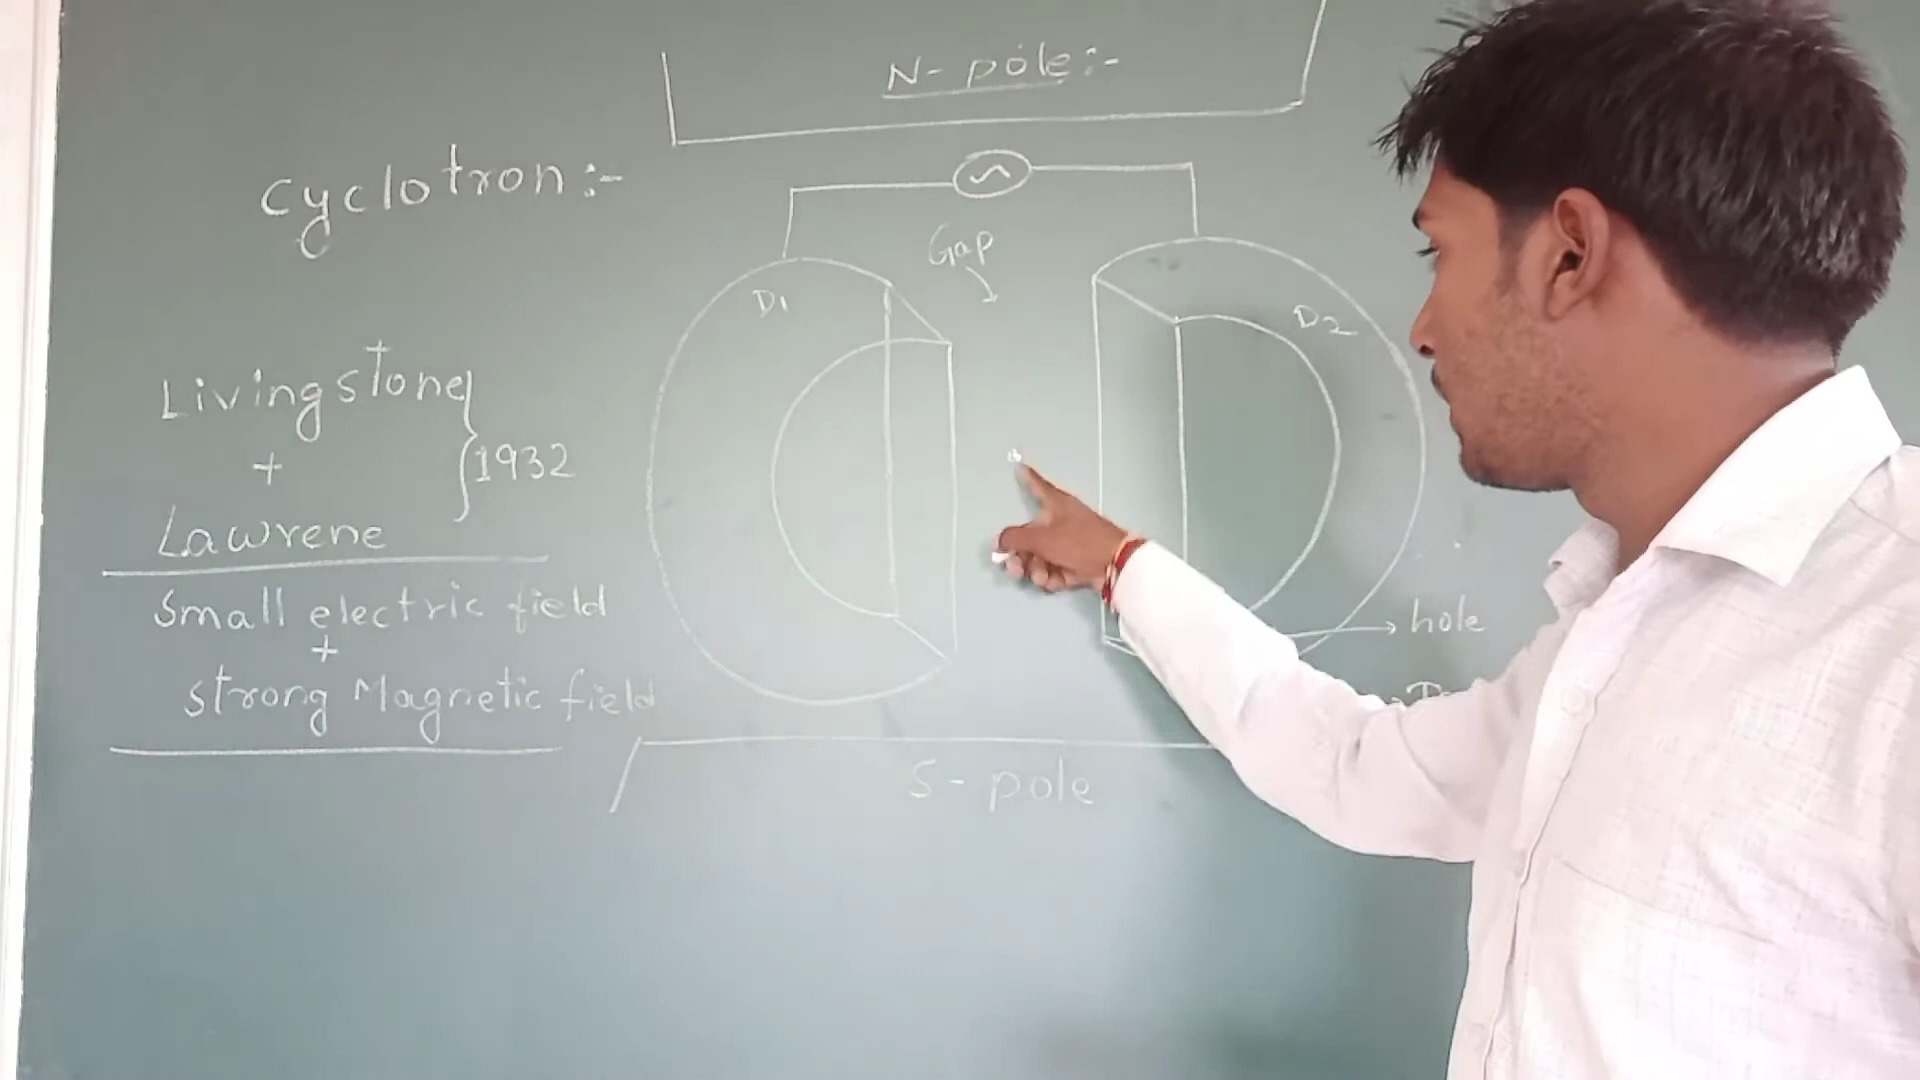 N-pole:-
Cyclotron:-
Gap
D1
D2
Livingstone
+
1932
Lawrene
Small electric field
+
hole
strong Magnetic field
S-pole